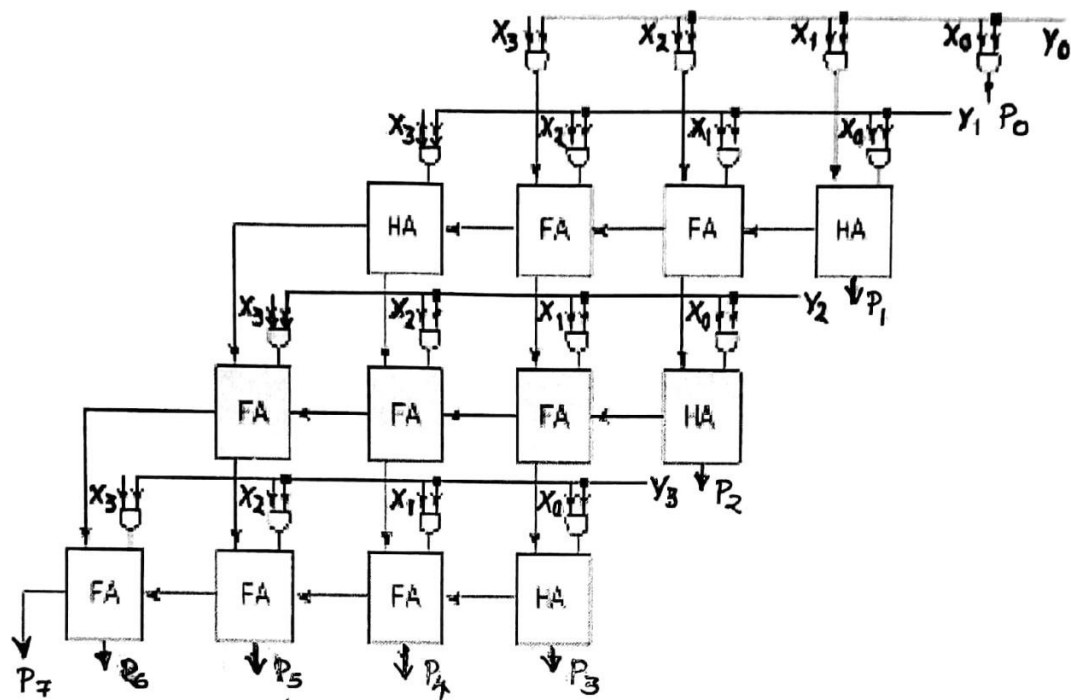 X3 X2 X1 X0 Y0
X3 X2 X1 X0 Y1 P0
HA FA FA HA
X3 X2 X1 X0 Y2 P1
FA FA FA HA
X3 X2 X1 X0 Y3 P2
FA FA FA HA
P7 P6 P5 P4 P3